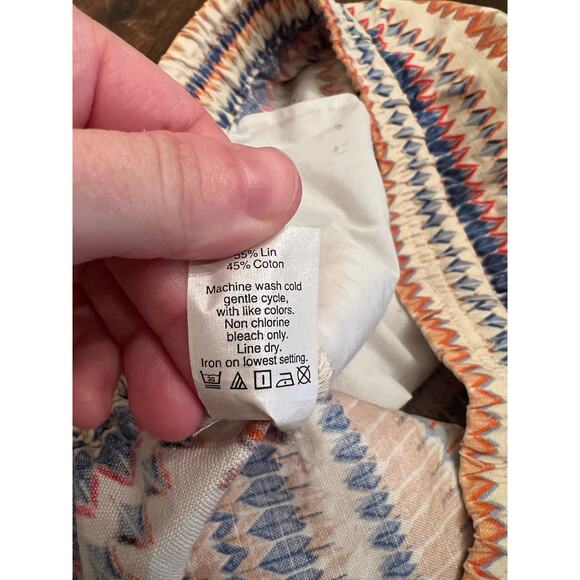 55% Lin
45% Coton
Machine wash cold
gentle cycle,
with like colors.
Non chlorine
bleach only.
Line dry.
Iron on lowest setting.
30